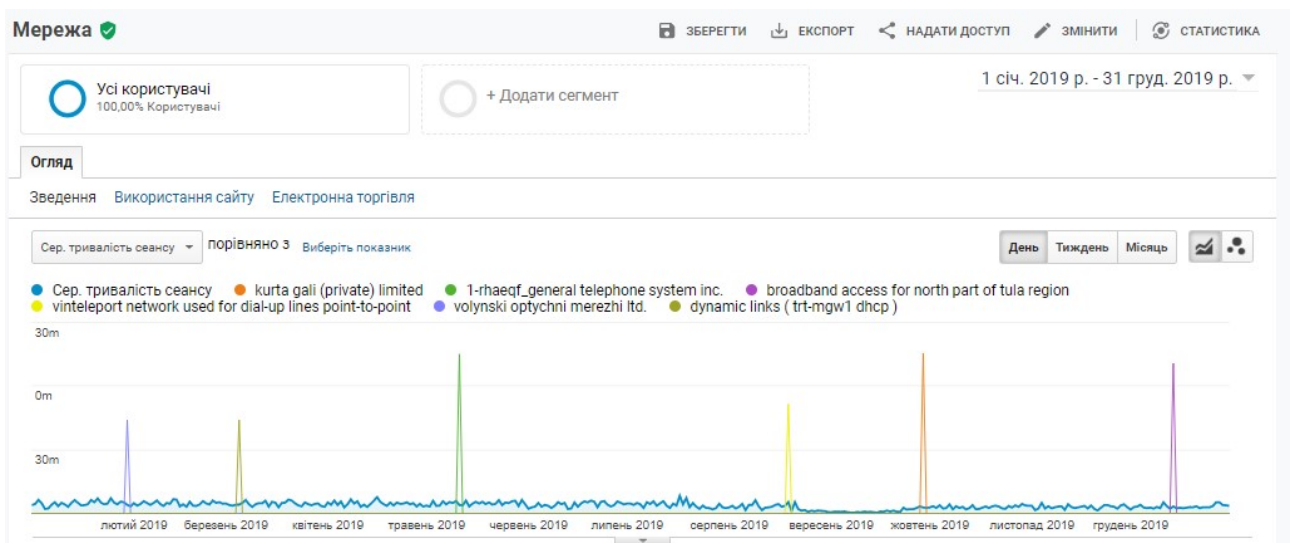 Мережа
ЗБЕРЕГТИ ЕКСПОРТ НАДАТИ ДОСТУП ЗМІНИТИ СТАТИСТИКА
Усі користувачі
100,00% Користувачі
+ Додати сегмент
1 січ. 2019 р. - 31 груд. 2019 р.
Огляд
Зведення Використання сайту Електронна торгівля
Сер. тривалість сеансу порівняно з Виберіть показник
День Тиждень Місяць
Сер. тривалість сеансу kurta gali (private) limited 1-rhaeqf_general telephone system inc. broadband access for north part of tula region
vinteleport network used for dial-up lines point-to-point volynski optychni merezhi ltd. dynamic links ( trt-mgw1 dhcp )
30m
0m
30m
лютий 2019 березень 2019 квітень 2019 травень 2019 червень 2019 липень 2019 серпень 2019 вересень 2019 жовтень 2019 листопад 2019 грудень 2019